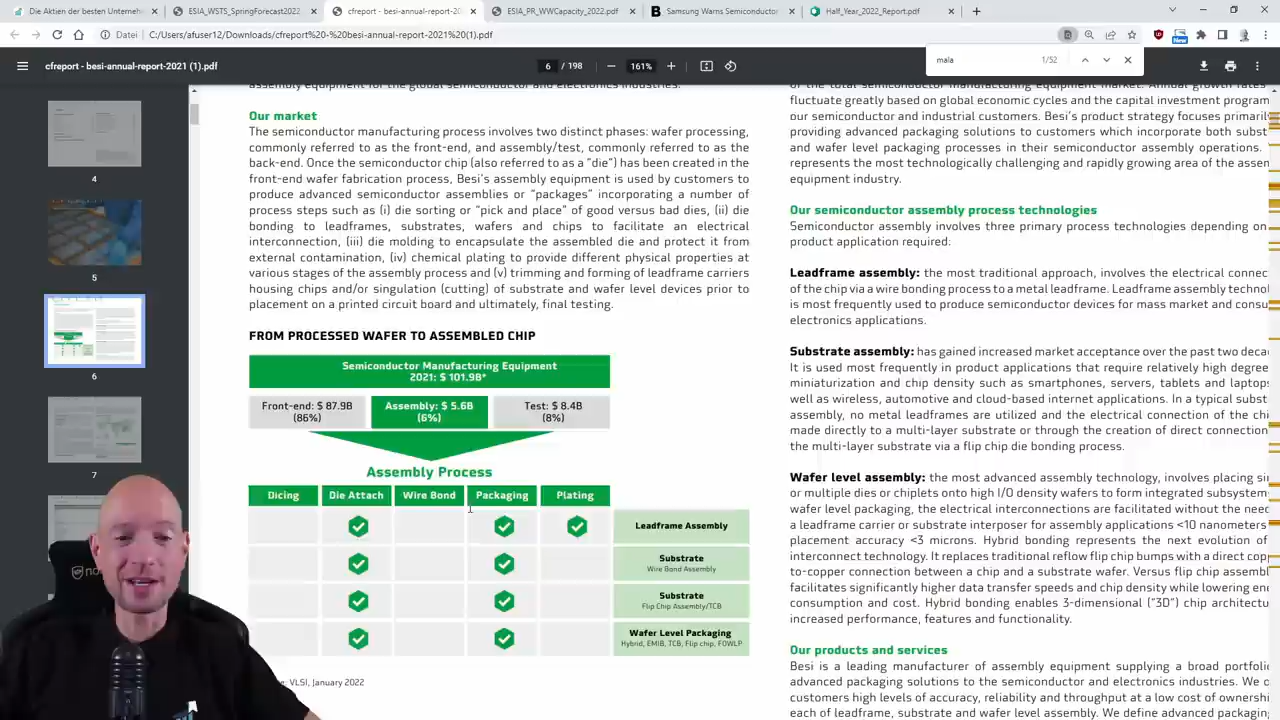 Die Aktien der besten Unterneh
ESIA_WSTS_SpringForecast2022
cfreport - besi-annual-report-20
ESIA_PR_WWCapacity_2022.pdf
Samsung Warns Semiconductor
Half_Year_2022_Report.pdf
Datei
C:/Users/afuser12/Downloads/cfreport%20-%20besi-annual-report-2021%20(1).pdf
New
cfreport - besi-annual-report-2021 (1).pdf
6 / 198
161%
mala
1/52
4
5
6
7
assembly equipment for the global semiconductor and electronics industries.
Our market
The semiconductor manufacturing process involves two distinct phases: wafer processing,
commonly referred to as the front-end, and assembly/test, commonly referred to as the
back-end. Once the semiconductor chip (also referred to as a “die”) has been created in the
front-end wafer fabrication process, Besi’s assembly equipment is used by customers to
produce advanced semiconductor assemblies or “packages” incorporating a number of
process steps such as (i) die sorting or “pick and place” of good versus bad dies, (ii) die
bonding to leadframes, substrates, wafers and chips to facilitate an electrical
interconnection, (iii) die molding to encapsulate the assembled die and protect it from
external contamination, (iv) chemical plating to provide different physical properties at
various stages of the assembly process and (v) trimming and forming of leadframe carriers
housing chips and/or singulation (cutting) of substrate and wafer level devices prior to
placement on a printed circuit board and ultimately, final testing.
FROM PROCESSED WAFER TO ASSEMBLED CHIP
Semiconductor Manufacturing Equipment
2021: $ 101.9B*
Front-end: $ 87.9B
(86%)
Assembly: $ 5.6B
(6%)
Test: $ 8.4B
(8%)
Assembly Process
Dicing
Die Attach
Wire Bond
Packaging
Plating
Leadframe Assembly
Substrate
Wire Bond Assembly
Substrate
Flip Chip Assembly/TCB
Wafer Level Packaging
Hybrid, EMIB, TCB, Flip chip, FOWLP
VLSI, January 2022
of the total semiconductor manufacturing equipment market. Annual growth rates
fluctuate greatly based on global economic cycles and the capital investment program
our semiconductor and industrial customers. Besi’s product strategy focuses primaril
providing advanced packaging solutions to customers which incorporate both subst
and wafer level packaging processes in their semiconductor assembly operations.
represents the most technologically challenging and rapidly growing area of the assem
equipment industry.
Our semiconductor assembly process technologies
Semiconductor assembly involves three primary process technologies depending on
product application required:
Leadframe assembly: the most traditional approach, involves the electrical connec
of the chip via a wire bonding process to a metal leadframe. Leadframe assembly technol
is most frequently used to produce semiconductor devices for mass market and consu
electronics applications.
Substrate assembly: has gained increased market acceptance over the past two deca
It is used most frequently in product applications that require relatively high degree
miniaturization and chip density such as smartphones, servers, tablets and laptops
well as wireless, automotive and cloud-based internet applications. In a typical subst
assembly, no metal leadframes are utilized and the electrical connection of the ch
made directly to a multi-layer substrate or through the creation of direct connection
the multi-layer substrate via a flip chip die bonding process.
Wafer level assembly: the most advanced assembly technology, involves placing si
or multiple dies or chiplets onto high I/O density wafers to form integrated subsystem
wafer level packaging, the electrical interconnections are facilitated without the need
a leadframe carrier or substrate interposer for assembly applications <10 nanometers
placement accuracy <3 microns. Hybrid bonding represents the next evolution of
interconnect technology. It replaces traditional reflow flip chip bumps with a direct cop
to-copper connection between a chip and a substrate wafer. Versus flip chip assembl
facilitates significantly higher data transfer speeds and chip density while lowering ene
consumption and cost. Hybrid bonding enables 3-dimensional (“3D”) chip architectu
increased performance, features and functionality.
Our products and services
Besi is a leading manufacturer of assembly equipment supplying a broad portfoli
assembly solutions to the semiconductor and electronics industries. We o
customers high levels of accuracy, reliability and throughput at a low cost of ownersh
each of leadframe, substrate and wafer level assembly. We define advanced packagin